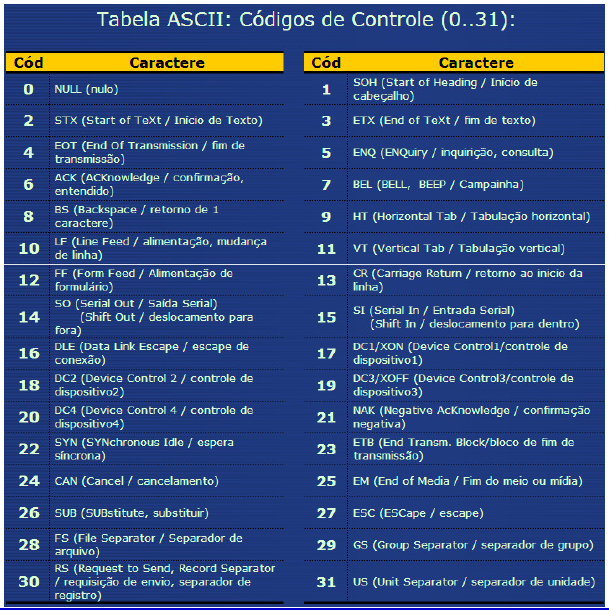 Tabela ASCII: Códigos de Controle (0..31):
Cód Caractere Cód Caractere
0 NULL (nulo)
1 SOH (Start of Heading / Início de
cabeçalho)
2 STX (Start of TeXt / Início de Texto)
3 ETX (End of TeXt / fim de texto)
4 EOT (End Of Transmission / fim de
transmissão)
5 ENQ (ENQuiry / inquirição, consulta)
6 ACK (ACKnowledge / confirmação,
entendido)
7 BEL (BELL, BEEP / Campainha)
8 BS (Backspace / retorno de 1
caractere)
9 HT (Horizontal Tab / Tabulação horizontal)
10 LF (Line Feed / alimentação, mudança
de linha)
11 VT (Vertical Tab / Tabulação vertical)
12 FF (Form Feed / Alimentação de
formulário)
13 CR (Carriage Return / retorno ao inicio da
linha)
14 SO (Serial Out / Saída Serial)
(Shift Out / deslocamento para
fora)
15 SI (Serial In / Entrada Serial)
(Shift In / deslocamento para dentro)
16 DLE (Data Link Escape / escape de
conexão)
17 DC1/XON (Device Control1/controle de
dispositivo1)
18 DC2 (Device Control 2 / controle de
dispositivo2)
19 DC3/XOFF (Device Control3/controle de
dispositivo3)
20 DC4 (Device Control 4 / controle de
dispositivo4)
21 NAK (Negative AcKnowledge / confirmação
negativa)
22 SYN (SYNchronous Idle / espera
síncrona)
23 ETB (End Transm. Block/bloco de fim de
transmissão)
24 CAN (Cancel / cancelamento)
25 EM (End of Media / Fim do meio ou mídia)
26 SUB (SUBstitute, substituir)
27 ESC (ESCape / escape)
28 FS (File Separator / Separador de
arquivo)
29 GS (Group Separator / separador de grupo)
30 RS (Request to Send, Record Separator
/ requisição de envio, separador de
registro)
31 US (Unit Separator / separador de unidade)